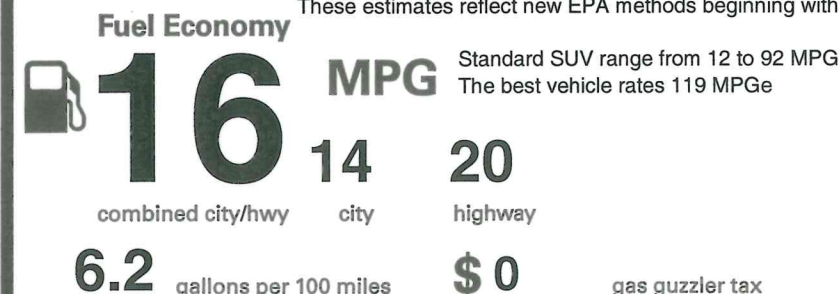 These estimates reflect new EPA methods beginning with
Fuel Economy
16 MPG
Standard SUV range from 12 to 92 MPG
The best vehicle rates 119 MPGe
14 20
combined city/hwy city highway
6.2 gallons per 100 miles $0 gas guzzler tax